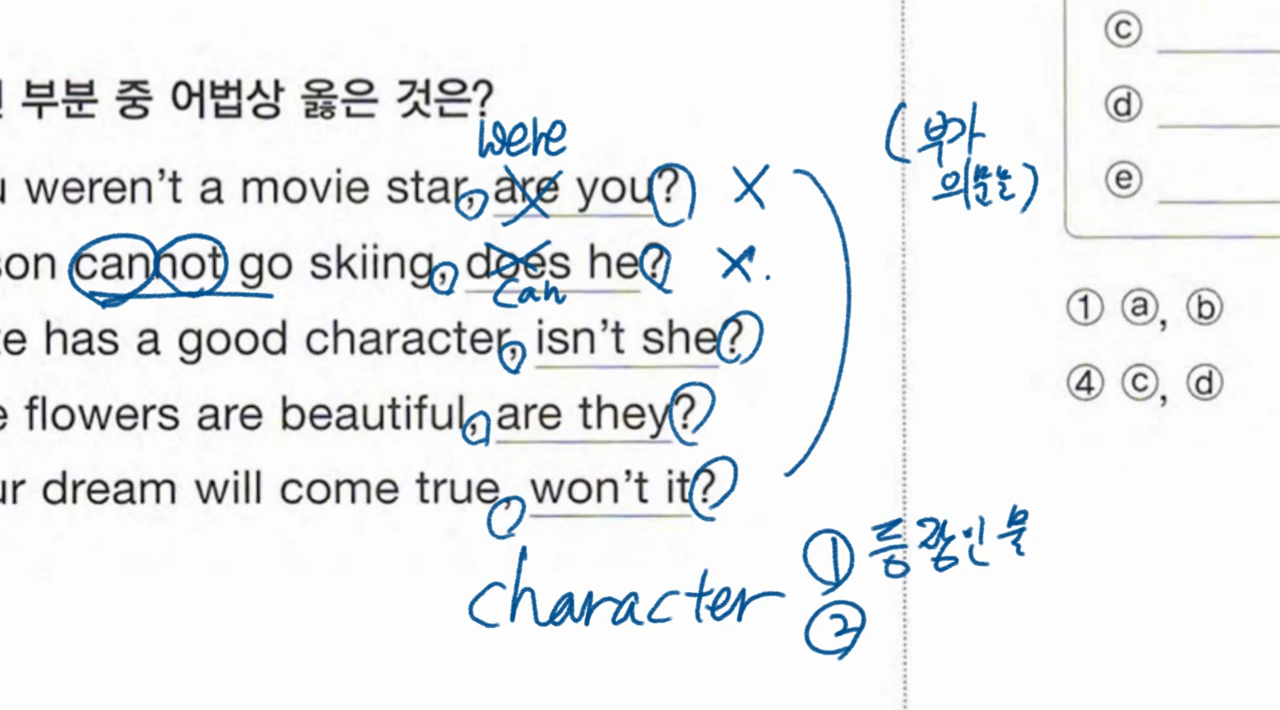 부분 중 어법상 옳은 것은?
were
weren't a movie star, are you? X
cannot go skiing, does he? X.
can
has a good character, isn't she?
flowers are beautiful, are they?
dream will come true, won't it?
character ① 등장인물
②
(부가
의문문)
ⓒ
ⓓ
ⓔ
① ⓐ, ⓑ
④ ⓒ, ⓓ